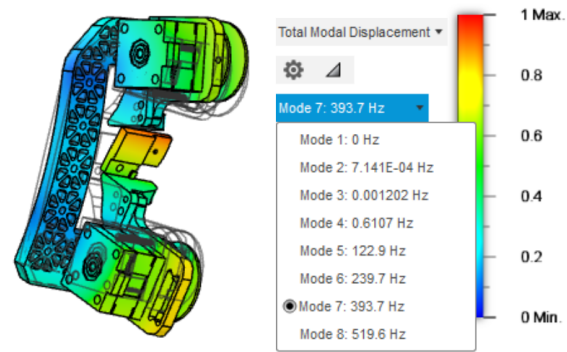 Total Modal Displacement
Mode 7: 393.7 Hz
Mode 1: 0 Hz
Mode 2: 7.141E-04 Hz
Mode 3: 0.001202 Hz
Mode 4: 0.6107 Hz
Mode 5: 122.9 Hz
Mode 6: 239.7 Hz
Mode 7: 393.7 Hz
Mode 8: 519.6 Hz
1 Max.
0.8
0.6
0.4
0.2
0 Min.